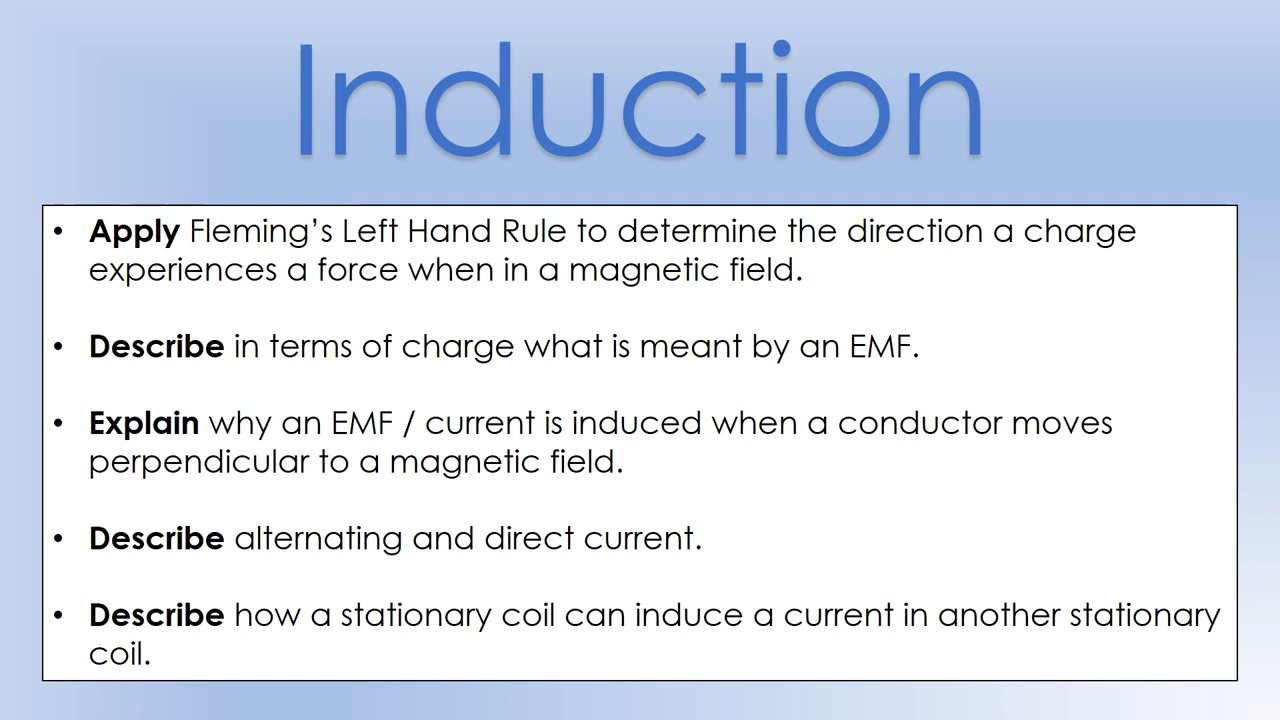 Induction
• Apply Fleming’s Left Hand Rule to determine the direction a charge
experiences a force when in a magnetic field.
• Describe in terms of charge what is meant by an EMF.
• Explain why an EMF / current is induced when a conductor moves
perpendicular to a magnetic field.
• Describe alternating and direct current.
• Describe how a stationary coil can induce a current in another stationary
coil.